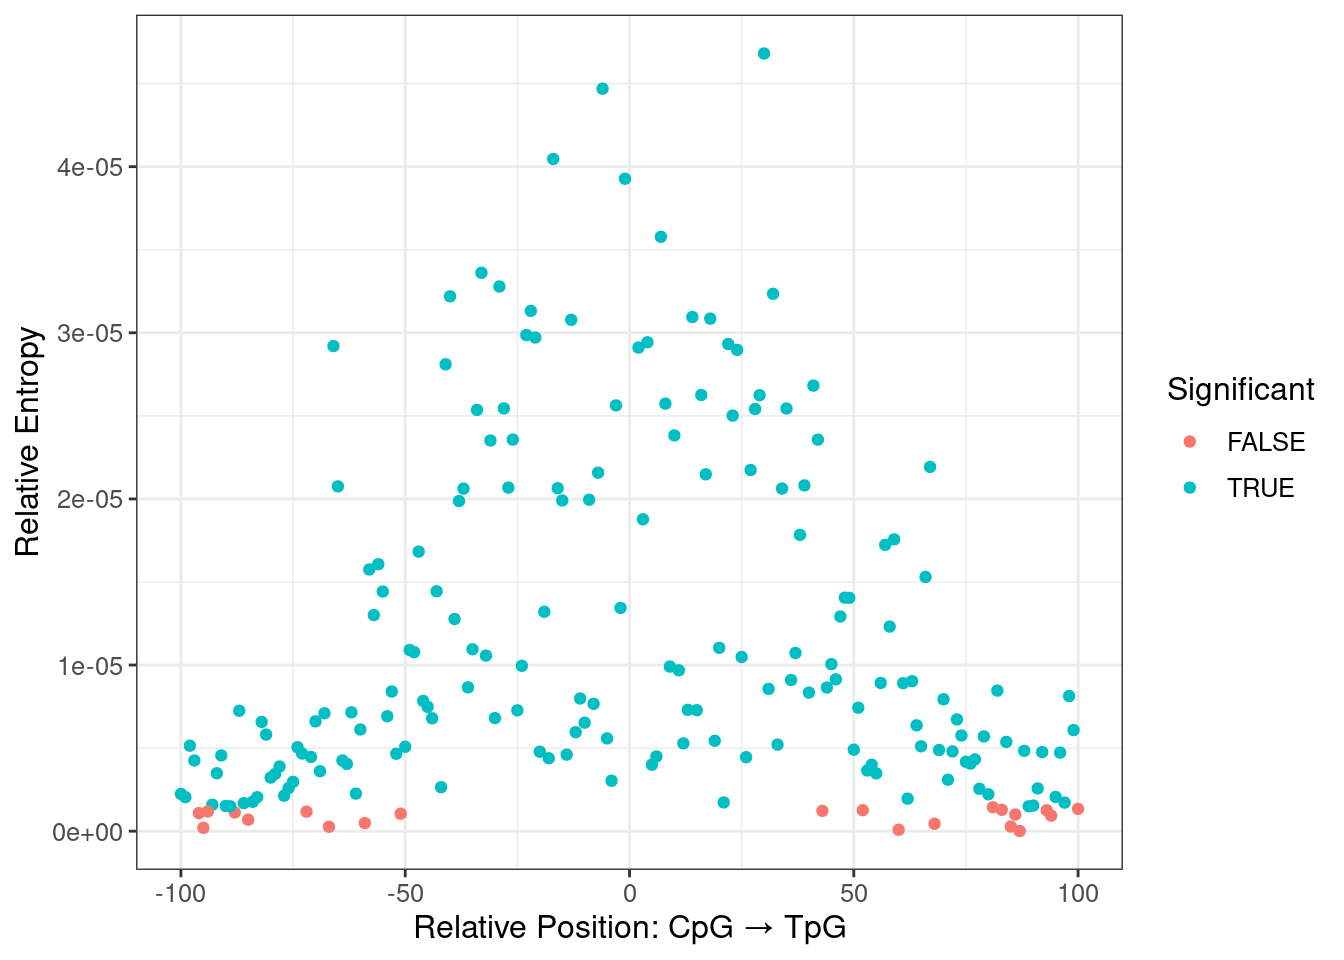 4e-05
3e-05
2e-05
1e-05
0e+00
-100
-50
0
50
100
Relative Position: CpG → TpG
Relative Entropy
Significant
FALSE
TRUE